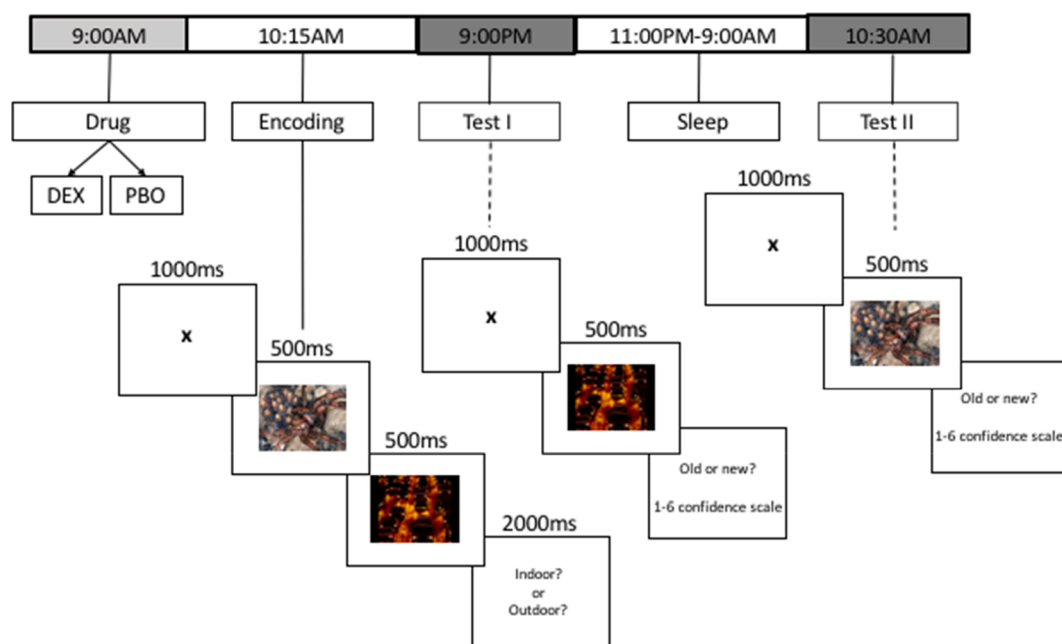 9:00AM 10:15AM 9:00PM 11:00PM-9:00AM 10:30AM
Drug Encoding Test I Sleep Test II
DEX PBO
1000ms
x
500ms
500ms
2000ms
Indoor?
or
Outdoor?
1000ms
x
500ms
Old or new?
1-6 confidence scale
1000ms
x
500ms
Old or new?
1-6 confidence scale